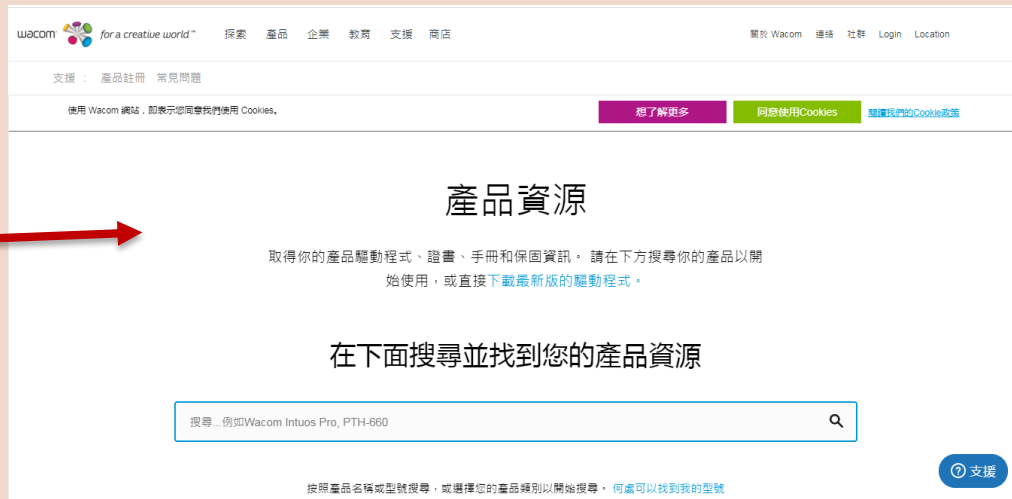 wacom for a creative world™ 探索 產品 企業 教育 支援 商店 關於 Wacom 連絡 社群 Login Location
支援 : 產品註冊 常見問題
使用 Wacom 網站，即表示您同意我們使用 Cookies。 想了解更多 同意使用Cookies 閱讀我們的Cookie政策
產品資源
取得你的產品驅動程式、證書、手冊和保固資訊。 請在下方搜尋你的產品以開
始使用，或直接下載最新版的驅動程式。
在下面搜尋並找到您的產品資源
搜尋...例如Wacom Intuos Pro, PTH-660
支援
按照產品名稱或型號搜尋，或選擇您的產品類別以開始搜尋。 何處可以找到我的型號